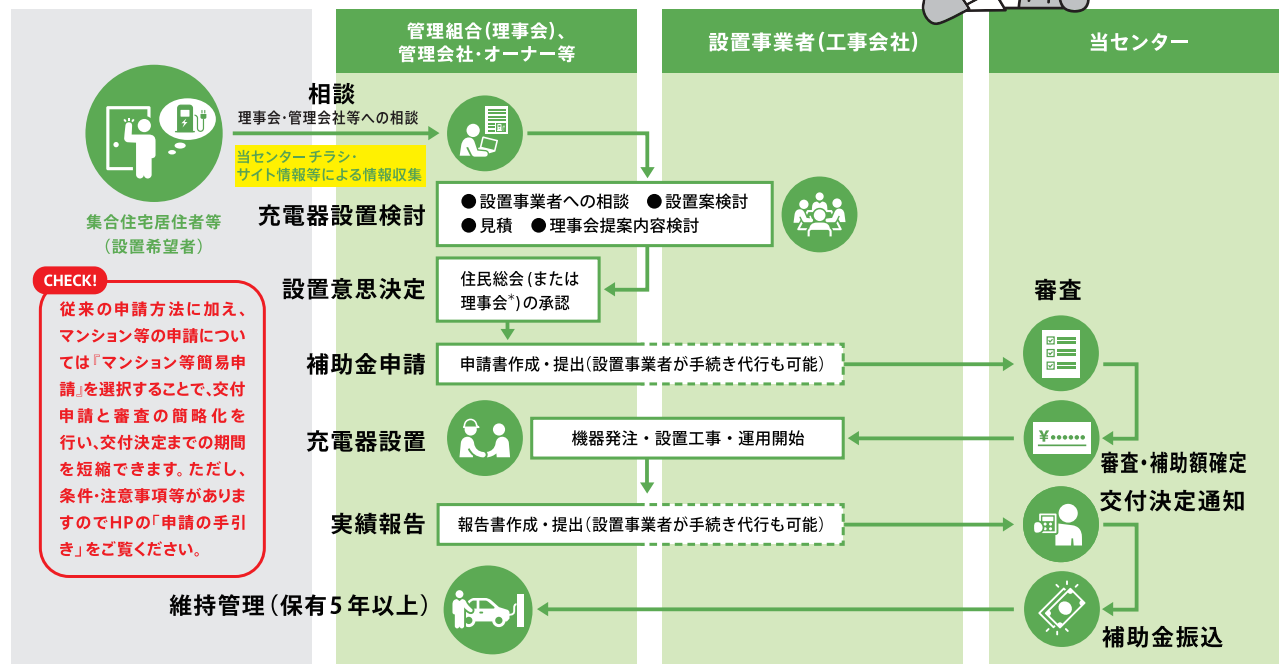 管理組合(理事会)、
管理会社・オーナー等
設置事業者(工事会社)
当センター
相談
理事会・管理会社等への相談
当センター チラシ・
サイト情報等による情報収集
集合住宅居住者等
(設置希望者)
充電器設置検討
●設置事業者への相談 ●設置案検討
●見積 ●理事会提案内容検討
設置意思決定
住民総会(または
理事会*)の承認
審査
補助金申請
申請書作成・提出(設置事業者が手続き代行も可能)
充電器設置
機器発注・設置工事・運用開始
¥••••••
審査・補助額確定
交付決定通知
実績報告
報告書作成・提出(設置事業者が手続き代行も可能)
維持管理(保有5年以上)
補助金振込
CHECK!
従来の申請方法に加え、
マンション等の申請につい
ては『マンション等簡易申
請』を選択することで、交付
申請と審査の簡略化を
行い、交付決定までの期間
を短縮できます。ただし、
条件・注意事項等がありま
すのでHPの「申請の手引
き」をご覧ください。